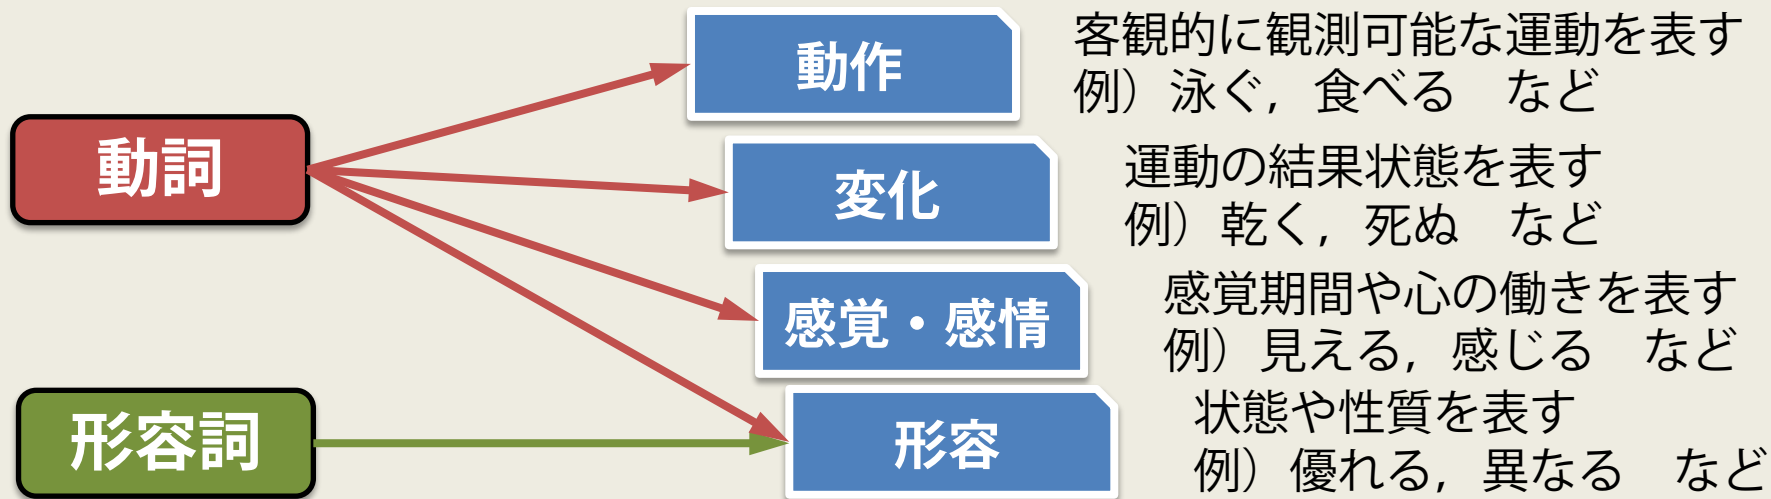 動詞
形容詞
動作
客観的に観測可能な運動を表す
例）泳ぐ，食べる　など
変化
運動の結果状態を表す
例）乾く，死ぬ　など
感覚・感情
感覚期間や心の働きを表す
例）見える，感じる　など
形容
状態や性質を表す
例）優れる，異なる　など